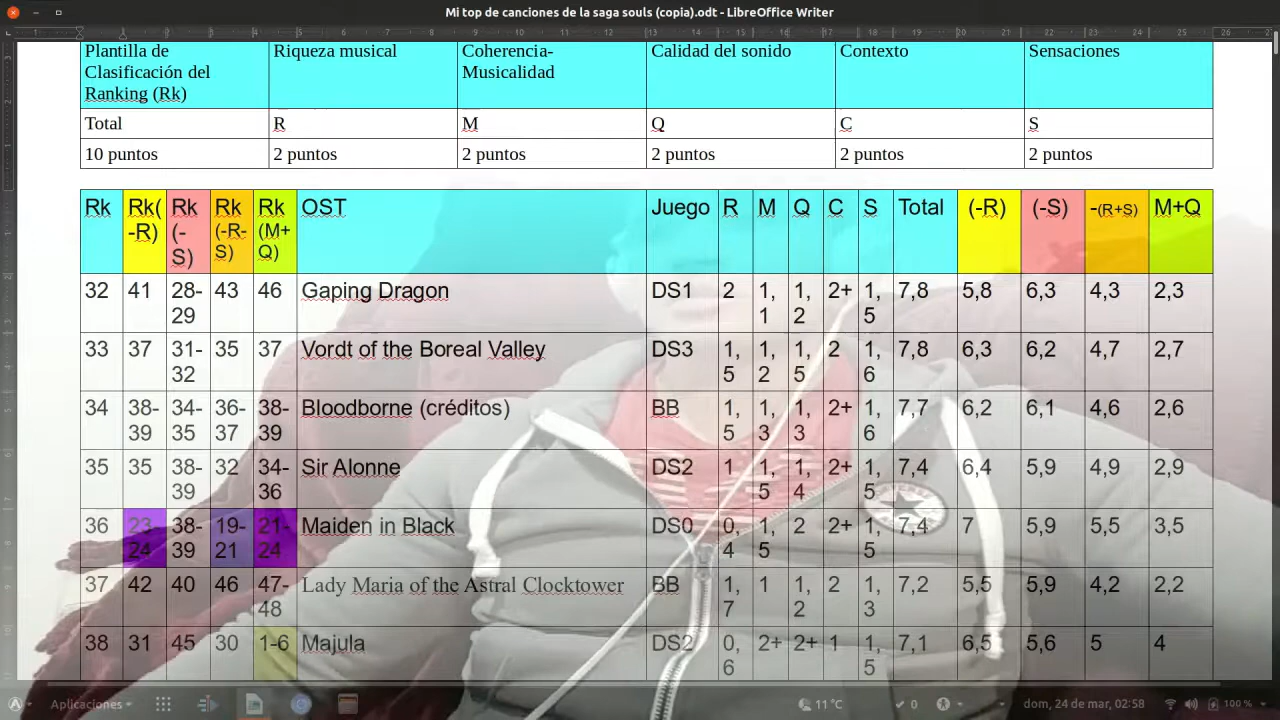 Mi top de canciones de la saga souls (copia).odt - LibreOffice Writer
Plantilla de Clasificación del Ranking (Rk) Riqueza musical Coherencia-Musicalidad Calidad del sonido Contexto Sensaciones
Total R M Q C S
10 puntos 2 puntos 2 puntos 2 puntos 2 puntos 2 puntos
Rk Rk(-R) Rk (-S) Rk (-R-S) Rk (M+Q) OST Juego R M Q C S Total (-R) (-S) -(R+S) M+Q
32 41 28-29 43 46 Gaping Dragon DS1 2 1,1 1,2 2+ 1,5 7,8 5,8 6,3 4,3 2,3
33 37 31-32 35 37 Vordt of the Boreal Valley DS3 1,5 1,2 1,5 2 1,6 7,8 6,3 6,2 4,7 2,7
34 38-39 34-35 36-37 38-39 Bloodborne (créditos) BB 1,5 1,3 1,3 2+ 1,6 7,7 6,2 6,1 4,6 2,6
35 35 38-39 32 34-36 Sir Alonne DS2 1 1,5 1,4 2+ 1,5 7,4 6,4 5,9 4,9 2,9
36 23-24 38-39 19-21 21-24 Maiden in Black DS0 0,4 1,5 2 2+ 1,5 7,4 7 5,9 5,5 3,5
37 42 40 46 47-48 Lady Maria of the Astral Clocktower BB 1,7 1 1,2 2 1,3 7,2 5,5 5,9 4,2 2,2
38 31 45 30 1-6 Majula DS2 0,6 2+ 2+ 1 1,5 7,1 6,5 5,6 5 4
Aplicaciones 11 °C 0 dom, 24 de mar, 02:58 100 %